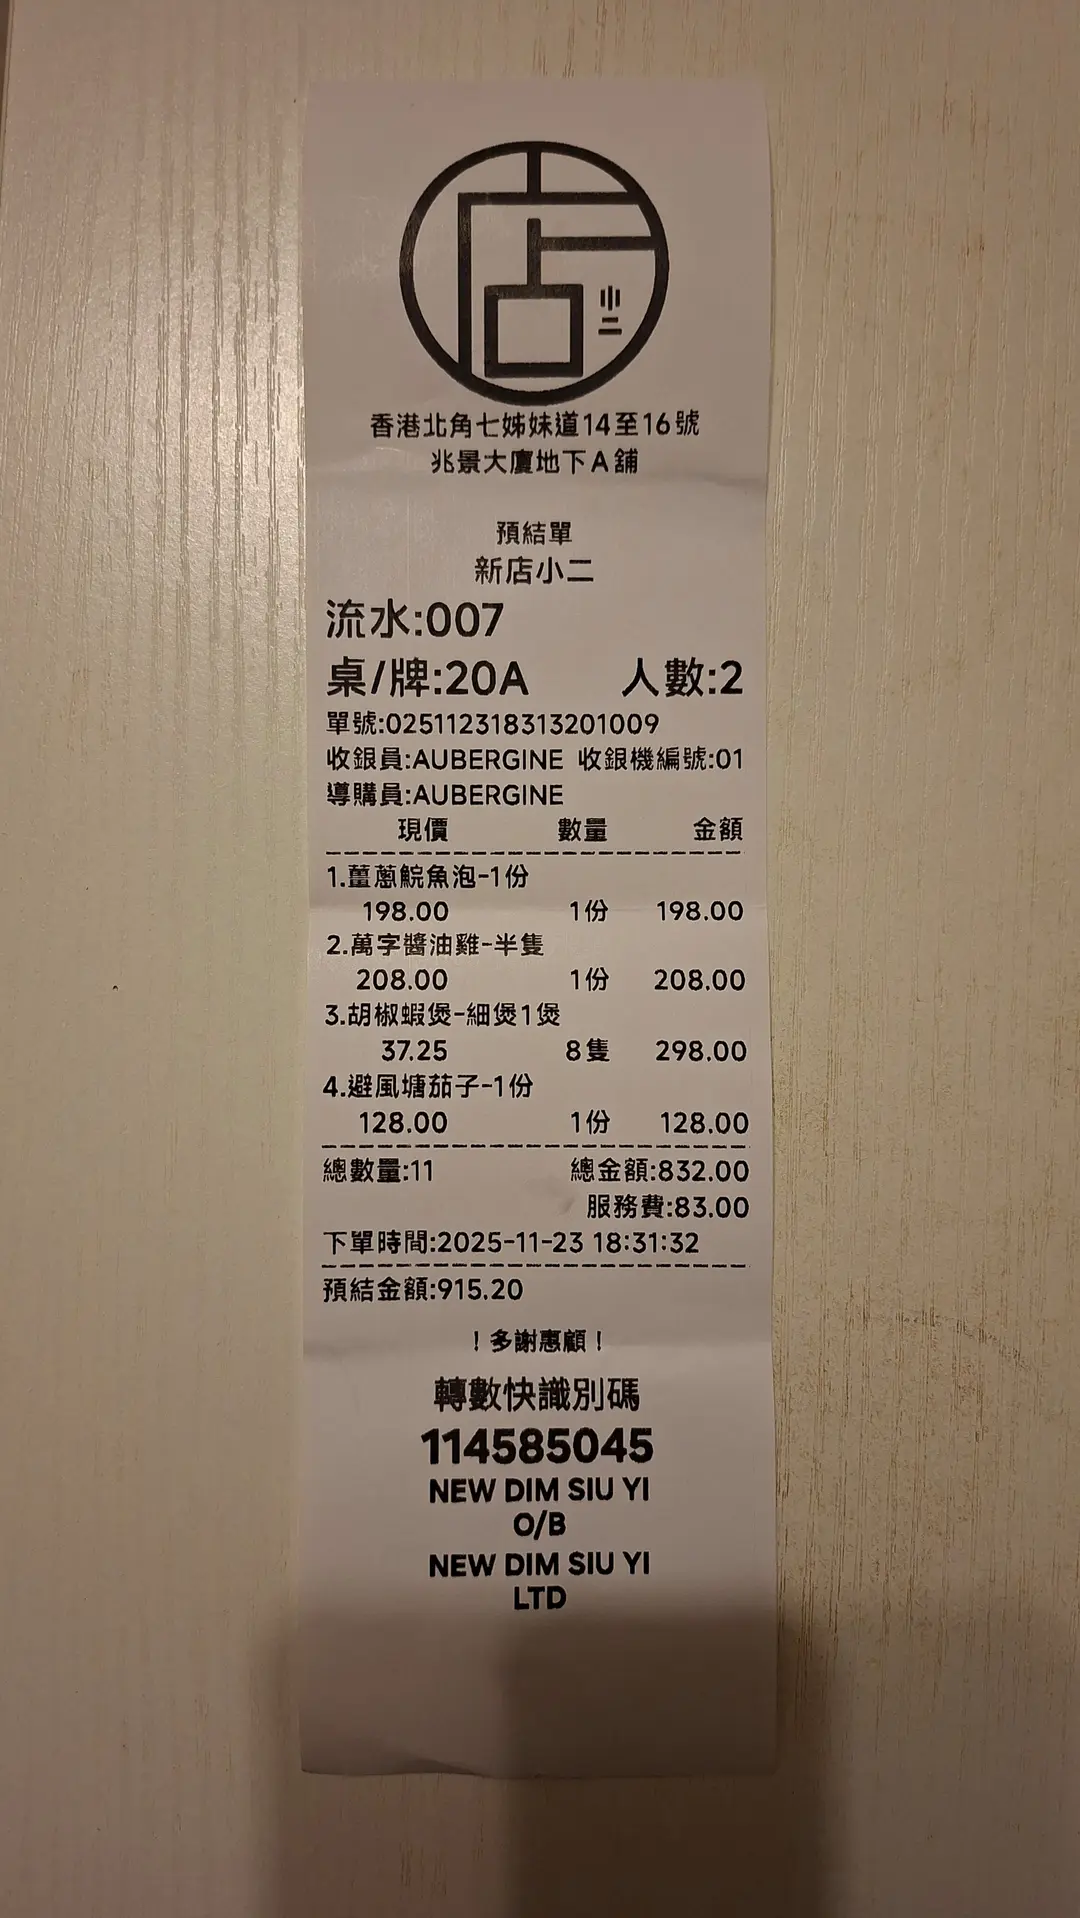 店
小二
香港北角七姊妹道14至16號
兆景大廈地下A舖
預結單
新店小二
流水:007
桌/牌:20A 人數:2
單號:025112318313201009
收銀員:AUBERGINE 收銀機編號:01
導購員:AUBERGINE
現價 數量 金額
1.薑蔥鯇魚泡-1份
198.00 1份 198.00
2.萬字醬油雞-半隻
208.00 1份 208.00
3.胡椒蝦煲-細煲1煲
37.25 8隻 298.00
4.避風塘茄子-1份
128.00 1份 128.00
總數量:11 總金額:832.00
服務費:83.00
下單時間:2025-11-23 18:31:32
預結金額:915.20
！多謝惠顧！
轉數快識別碼
114585045
NEW DIM SIU YI
O/B
NEW DIM SIU YI
LTD